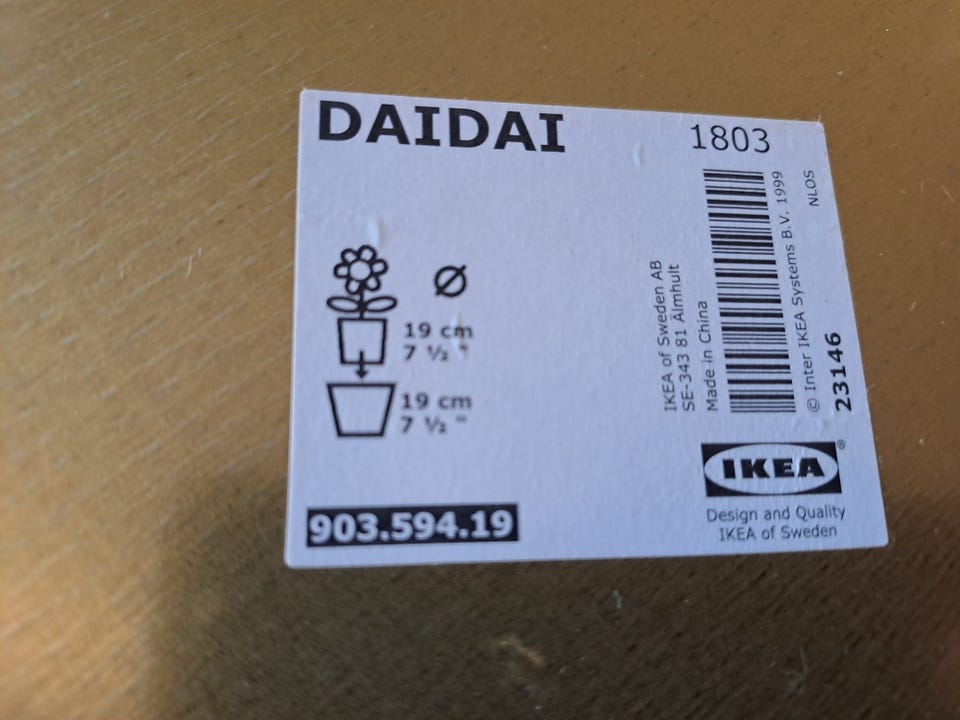 DAIDAI
1803
Ø
19 cm
7 ½ "
19 cm
7 ½ "
903.594.19
IKEA of Sweden AB
SE-343 81 Älmhult
Made in China
© Inter IKEA Systems B.V. 1999
23146
NLOS
IKEA®
Design and Quality
IKEA of Sweden